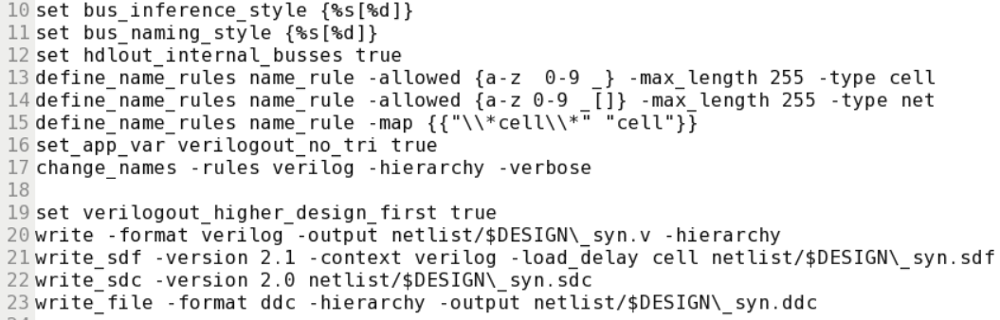 10 set bus_inference_style {%s[%d]}
11 set bus_naming_style {%s[%d]}
12 set hdlout_internal_busses true
13 define_name_rules name_rule -allowed {a-z  0-9 _} -max_length 255 -type cell
14 define_name_rules name_rule -allowed {a-z 0-9 _[]} -max_length 255 -type net
15 define_name_rules name_rule -map {{"\\*cell\\*" "cell"}}
16 set_app_var verilogout_no_tri true
17 change_names -rules verilog -hierarchy -verbose
18
19 set verilogout_higher_design_first true
20 write -format verilog -output netlist/$DESIGN\_syn.v -hierarchy
21 write_sdf -version 2.1 -context verilog -load_delay cell netlist/$DESIGN\_syn.sdf
22 write_sdc -version 2.0 netlist/$DESIGN\_syn.sdc
23 write_file -format ddc -hierarchy -output netlist/$DESIGN\_syn.ddc